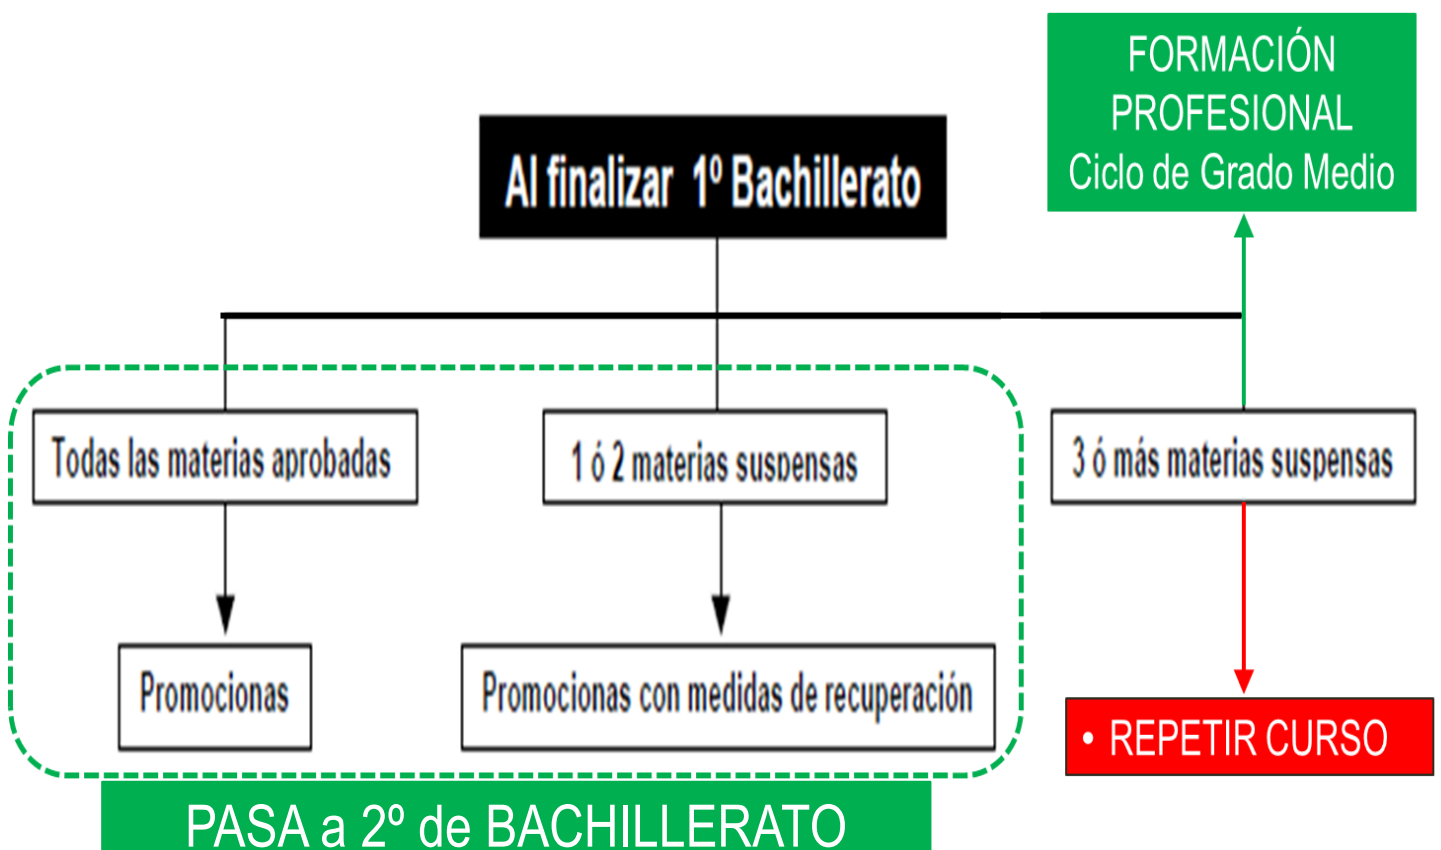 FORMACIÓN
PROFESIONAL
Ciclo de Grado Medio
Al finalizar 1º Bachillerato
Todas las materias aprobadas
1 ó 2 materias suspensas
3 ó más materias suspensas
Promocionas
Promocionas con medidas de recuperación
• REPETIR CURSO
PASA a 2º de BACHILLERATO